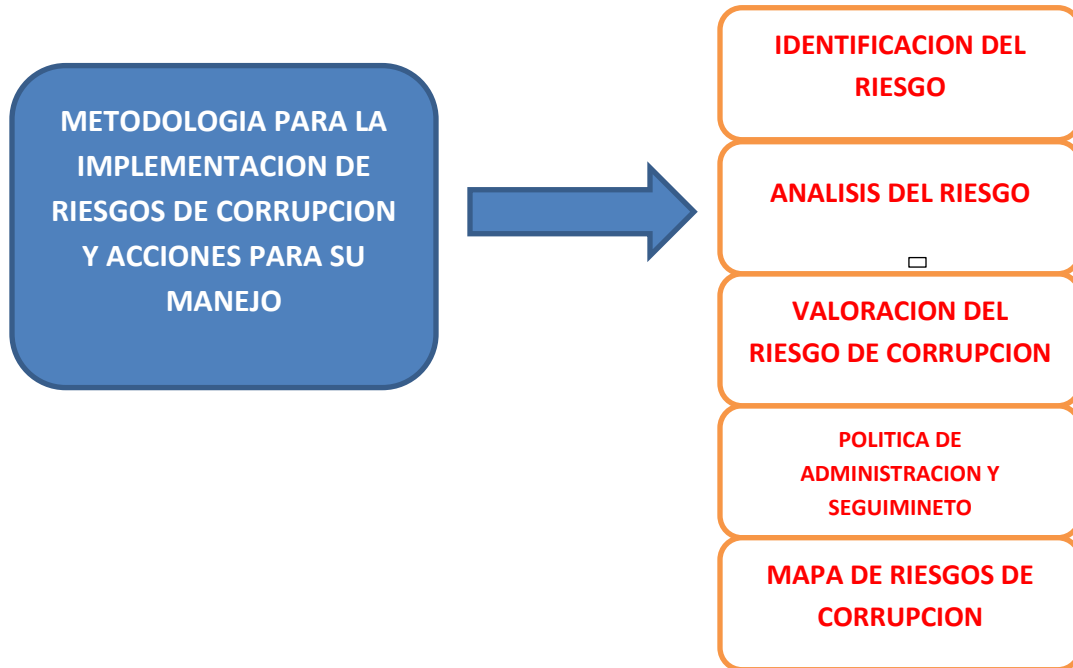 METODOLOGIA PARA LA
IMPLEMENTACION DE
RIESGOS DE CORRUPCION
Y ACCIONES PARA SU
MANEJO
IDENTIFICACION DEL
RIESGO
ANALISIS DEL RIESGO
VALORACION DEL
RIESGO DE CORRUPCION
POLITICA DE
ADMINISTRACION Y
SEGUIMINETO
MAPA DE RIESGOS DE
CORRUPCION